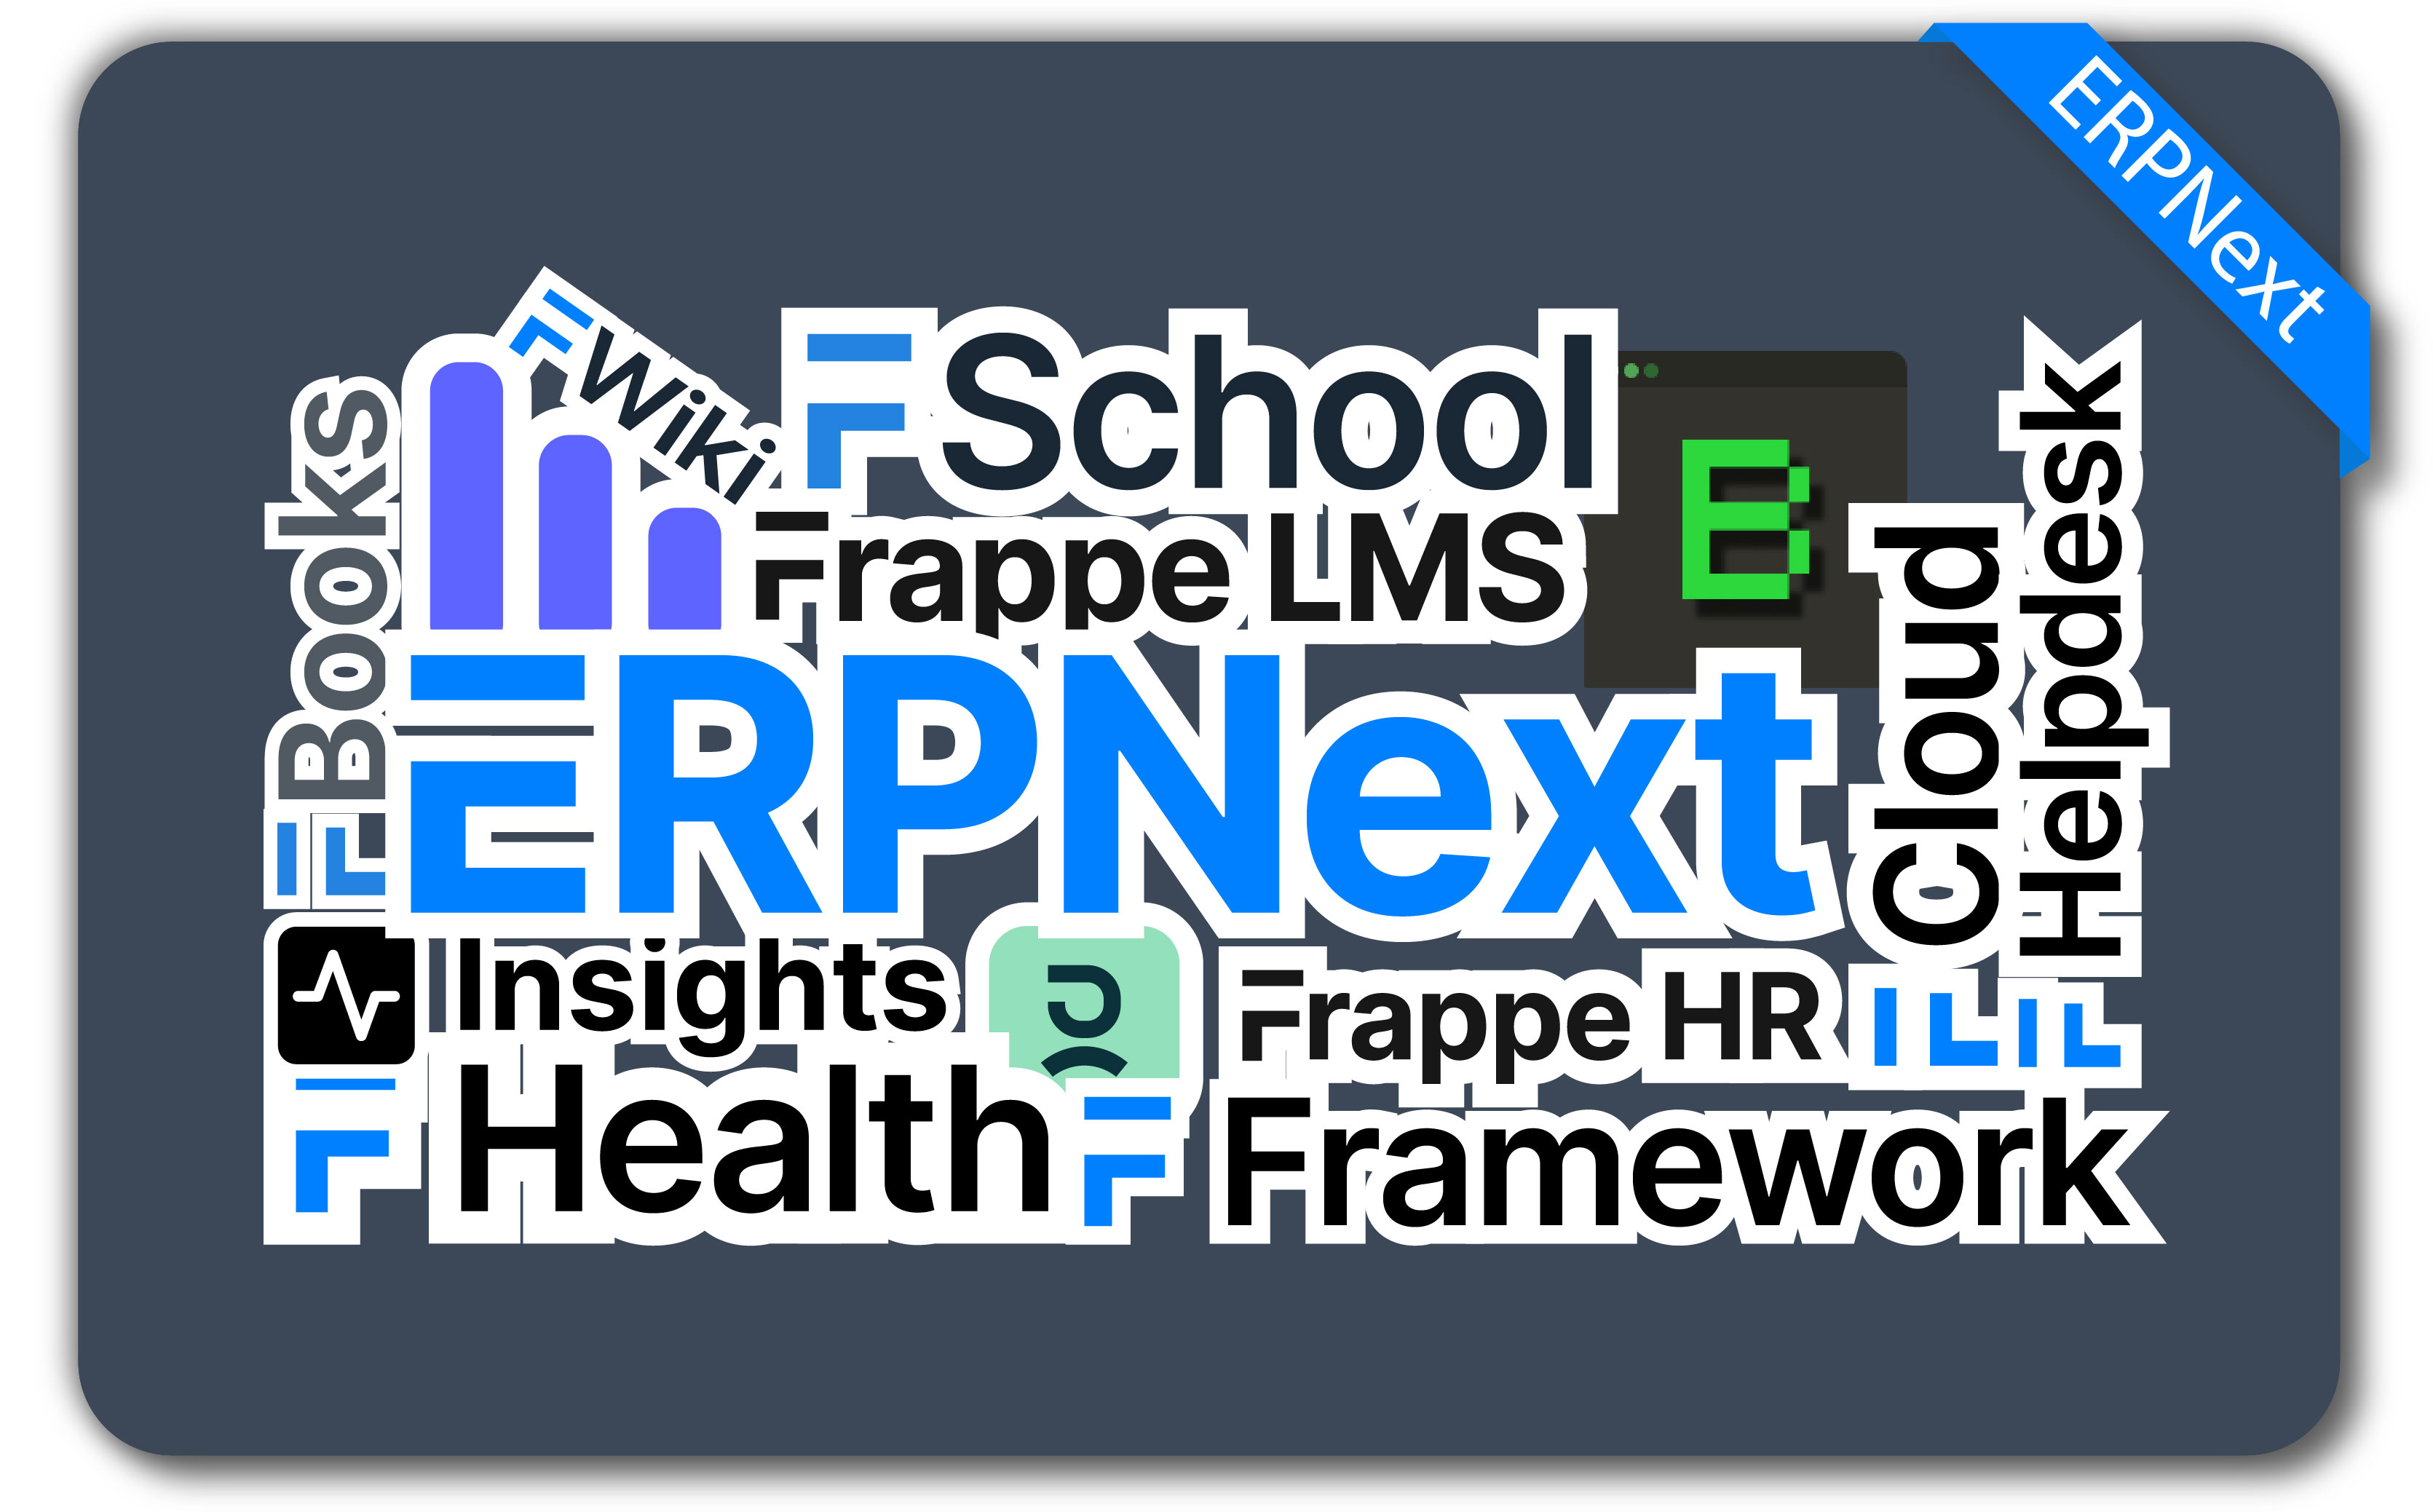 ERPNext
Wiki
School
Frappe LMS
Books
ERPNext
Cloud
Helpdesk
Insights
Frappe HR
F Health
F Framework